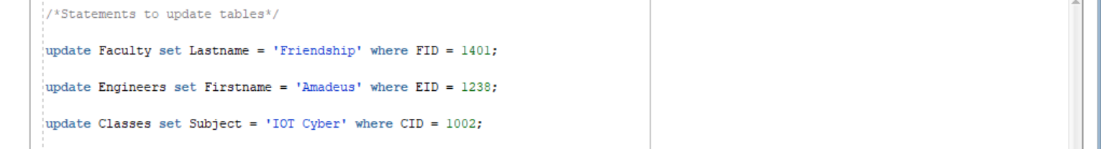 /*Statements to update tables*/
update Faculty set Lastname = 'Friendship' where FID = 1401;
update Engineers set Firstname = 'Amadeus' where EID = 1238;
update Classes set Subject = 'IOT Cyber' where CID = 1002;